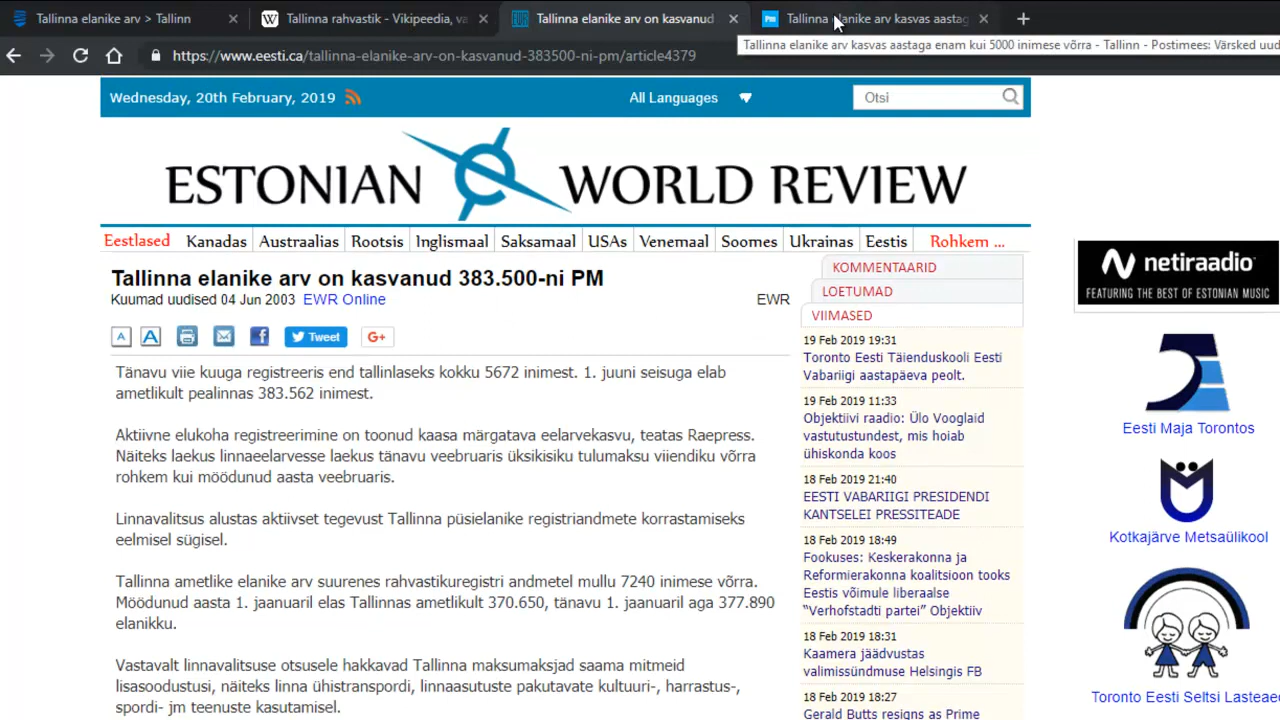 Tallinna elanike arv > Tallinn
Tallinna rahvastik - Vikipeedia, va
Tallinna elanike arv on kasvanud
Tallinna elanike arv kasvas aastag
Tallinna elanike arv kasvas aastaga enam kui 5000 inimese võrra - Tallinn - Postimees: Värsked uud
https://www.eesti.ca/tallinna-elanike-arv-on-kasvanud-383500-ni-pm/article4379
Wednesday, 20th February, 2019
All Languages
Otsi
ESTONIAN WORLD REVIEW
Eestlased Kanadas Austraalias Rootsis Inglismaal Saksamaal USAs Venemaal Soomes Ukrainas Eestis Rohkem ...
Tallinna elanike arv on kasvanud 383.500-ni PM
Kuumad uudised 04 Jun 2003 EWR Online
EWR
A A Tweet G+
Tänavu viie kuuga registreeris end tallinlaseks kokku 5672 inimest. 1. juuni seisuga elab
ametlikult pealinnas 383.562 inimest.
Aktiivne elukoha registreerimine on toonud kaasa märgatava eelarvekasvu, teatas Raepress.
Näiteks laekus linnaeelarvesse laekus tänavu veebruaris üksikisiku tulumaksu viiendiku võrra
rohkem kui möödunud aasta veebruaris.
Linnavalitsus alustas aktiivset tegevust Tallinna püsielanike registriandmete korrastamiseks
eelmisel sügisel.
Tallinna ametlike elanike arv suurenes rahvastikuregistri andmetel mullu 7240 inimese võrra.
Möödunud aasta 1. jaanuaril elas Tallinnas ametlikult 370.650, tänavu 1. jaanuaril aga 377.890
elanikku.
Vastavalt linnavalitsuse otsusele hakkavad Tallinna maksumaksjad saama mitmeid
lisasoodustusi, näiteks linna ühistranspordi, linnaasutuste pakutavate kultuuri-, harrastus-,
spordi- jm teenuste kasutamisel.
KOMMENTAARID
LOETUMAD
VIIMASED
19 Feb 2019 19:31
Toronto Eesti Täienduskooli Eesti
Vabariigi aastapäeva peolt.
19 Feb 2019 11:33
Objektiivi raadio: Ülo Vooglaid
vastutustundest, mis hoiab
ühiskonda koos
18 Feb 2019 21:40
EESTI VABARIIGI PRESIDENDI
KANTSELEI PRESSITEADE
18 Feb 2019 18:49
Fookuses: Keskerakonna ja
Reformierakonna koalitsioon tooks
Eestis võimule liberaalse
“Verhofstadti partei” Objektiiv
18 Feb 2019 18:31
Kaamera jäädvustas
valimissündmuse Helsingis FB
18 Feb 2019 18:27
Gerald Butts resigns as Prime
netiraadio
FEATURING THE BEST OF ESTONIAN MUSIC
Eesti Maja Torontos
Kotkajärve Metsaülikool
Toronto Eesti Seltsi Lasteaed